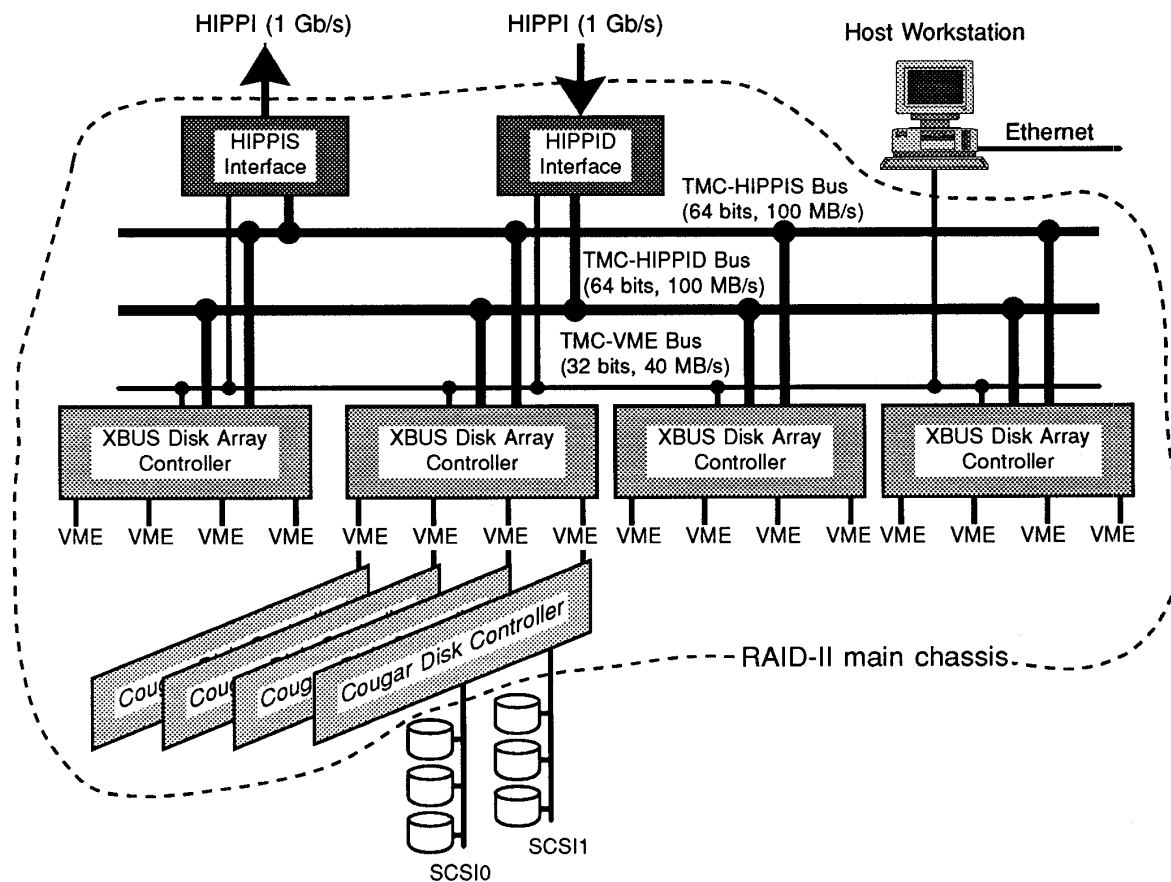 HIPPI (1 Gb/s)
HIPPI (1 Gb/s)
Host Workstation
HIPPIS
Interface
HIPPID
Interface
Ethernet
TMC-HIPPIS Bus
(64 bits, 100 MB/s)
TMC-HIPPID Bus
(64 bits, 100 MB/s)
TMC-VME Bus
(32 bits, 40 MB/s)
XBUS Disk Array
Controller
XBUS Disk Array
Controller
XBUS Disk Array
Controller
XBUS Disk Array
Controller
VME VME VME VME
VME VME VME VME
VME VME VME VME
VME VME VME VME
Cougar Disk Controller
RAID-II main chassis
SCSI0
SCSI1